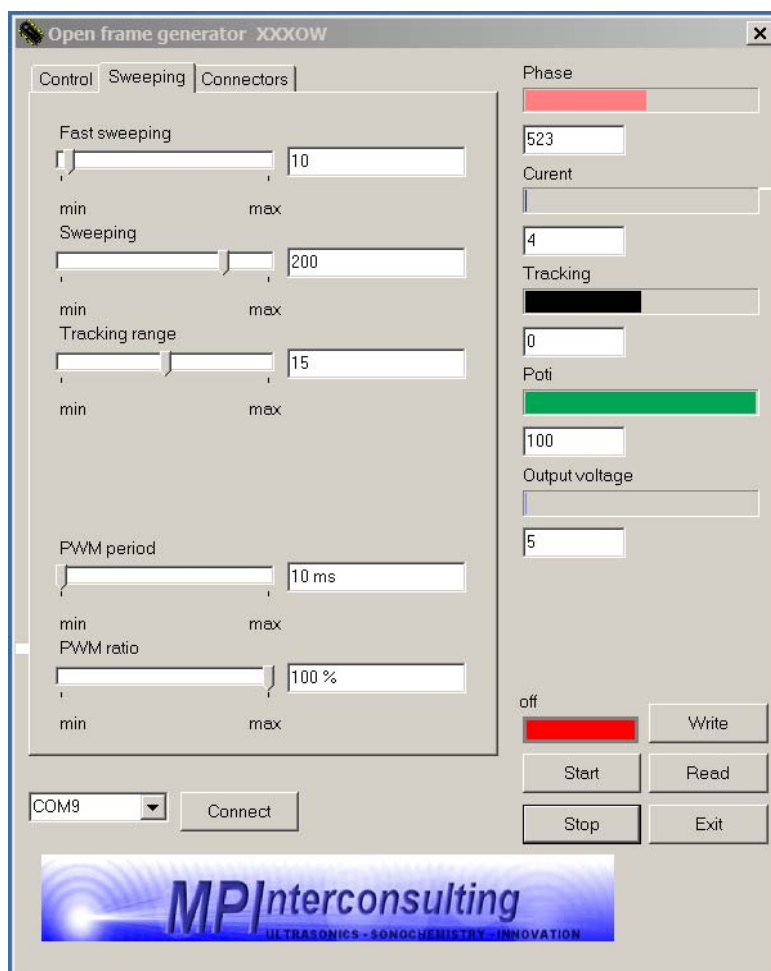 Open frame generator XXXOW
Control Sweeping Connectors
Fast sweeping
10
min max
Sweeping
200
min max
Tracking range
15
min max
PWM period
10 ms
min max
PWM ratio
100 %
min max
Phase
523
Curent
4
Tracking
0
Poti
100
Output voltage
5
off
Write
Start Read
Stop Exit
COM9 Connect
MPInterconsulting
ULTRASONICS - SONOCHEMISTRY - INNOVATION